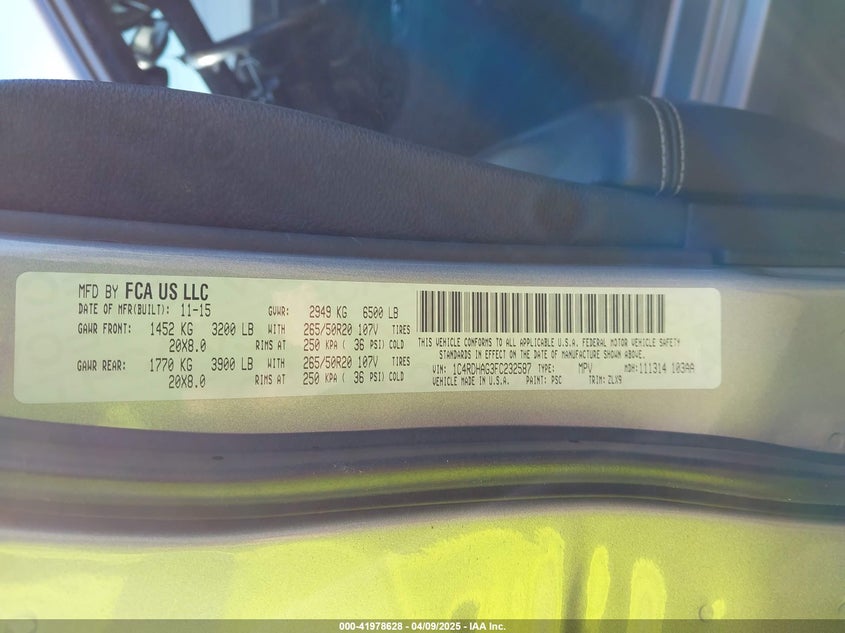 MFD BY FCA US LLC
DATE OF MFR(BUILT): 11-15 GVWR: 2949 KG 6500 LB
GAWR FRONT: 1452 KG 3200 LB WITH 265/50R20 107V TIRES
20X8.0 RIMS AT 250 KPA ( 36 PSI) COLD
GAWR REAR: 1770 KG 3900 LB WITH 265/50R20 107V TIRES
20X8.0 RIMS AT 250 KPA ( 36 PSI) COLD
THIS VEHICLE CONFORMS TO ALL APPLICABLE U.S.A. FEDERAL MOTOR VEHICLE SAFETY
STANDARDS IN EFFECT ON THE DATE OF MANUFACTURE SHOWN ABOVE.
VIN: 1C4RDHAG3FC232587 TYPE: MPV MDH: 111314 103AA
MADE IN U.S.A. PAINT: PSC TRIM: ZLX9
000-41978628 - 04/09/2025 - IAA Inc.